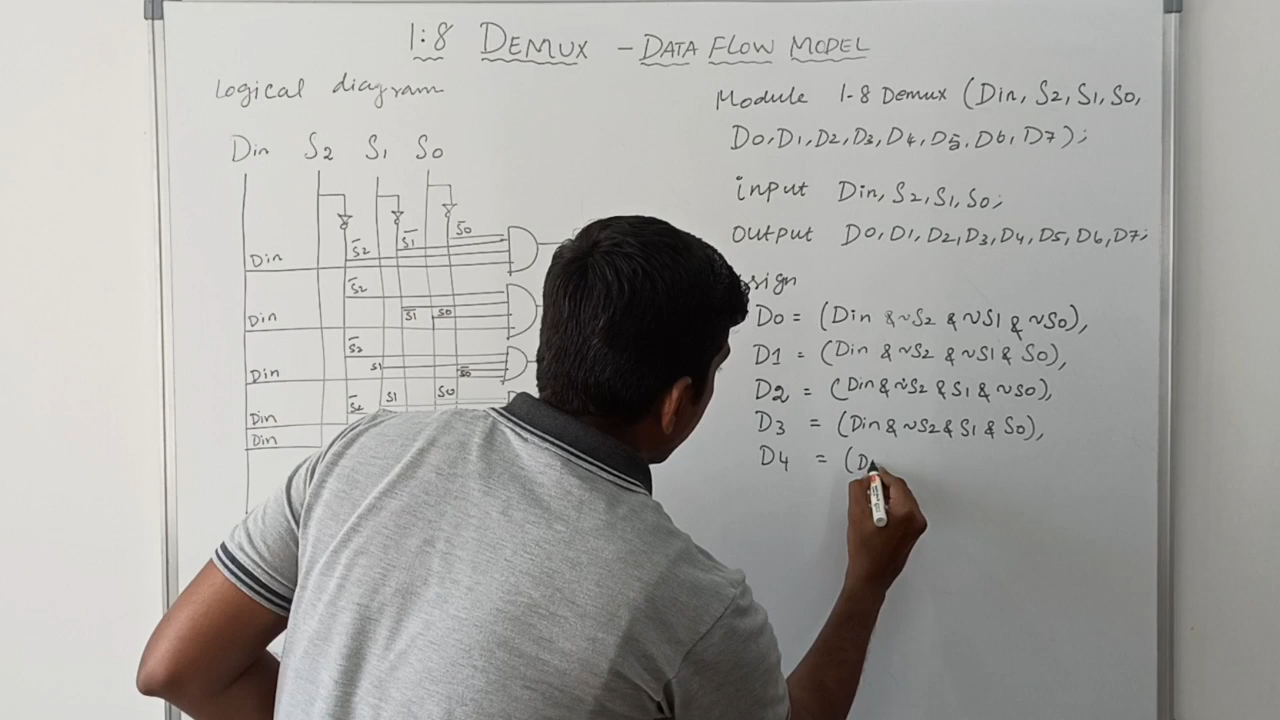 1:8 DEMUX - DATA FLOW MODEL
Logical diagram
Din S2 S1 S0
S̅0
S̅1
S̅2
Din
S̅2
S̅1 S0
Din
S̅2
S1
S̅0
Din
S̅2 S1 S0
Din
Din
Module 1-8 Demux (Din, S2, S1, S0,
D0, D1, D2, D3, D4, D5, D6, D7);
input Din, S2, S1, S0;
output D0, D1, D2, D3, D4, D5, D6, D7;
D0 = (Din & ~S2 & ~S1 & ~S0),
D1 = (Din & ~S2 & ~S1 & S0),
D2 = (Din & ~S2 & S1 & ~S0),
D3 = (Din & ~S2 & S1 & S0),
D4 = (D